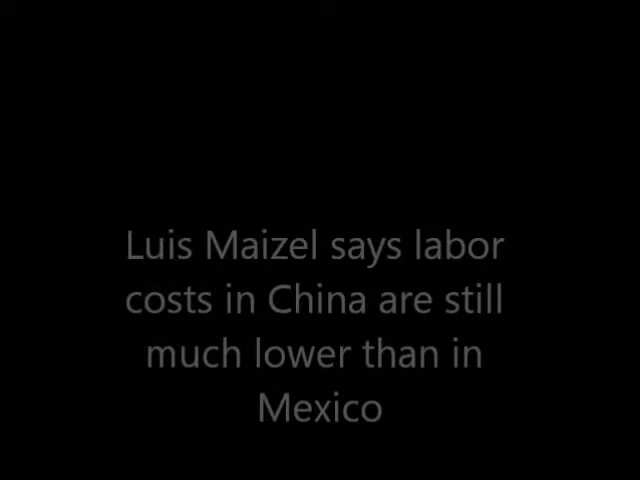 Luis Maizel says labor
costs in China are still
much lower than in
Mexico